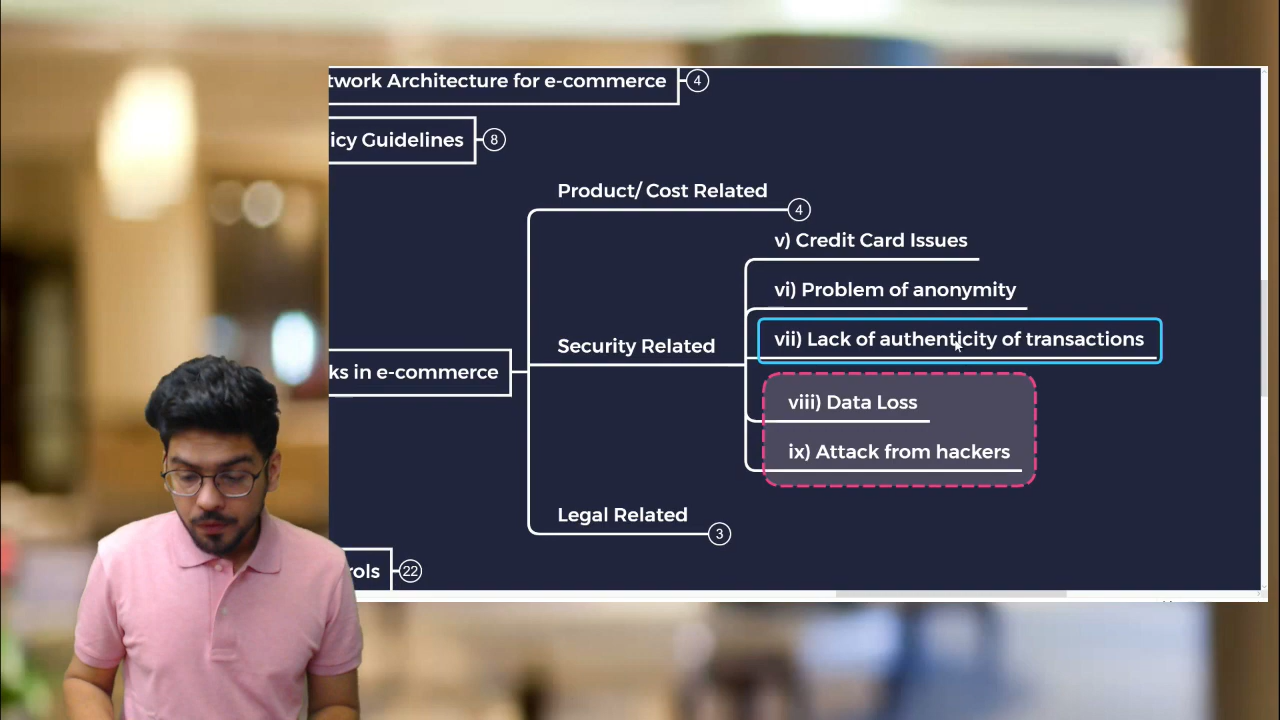 twork Architecture for e-commerce 4
icy Guidelines 8
Product/ Cost Related 4
v) Credit Card Issues
vi) Problem of anonymity
Security Related
vii) Lack of authenticity of transactions
ks in e-commerce
viii) Data Loss
ix) Attack from hackers
Legal Related 3
rols 22